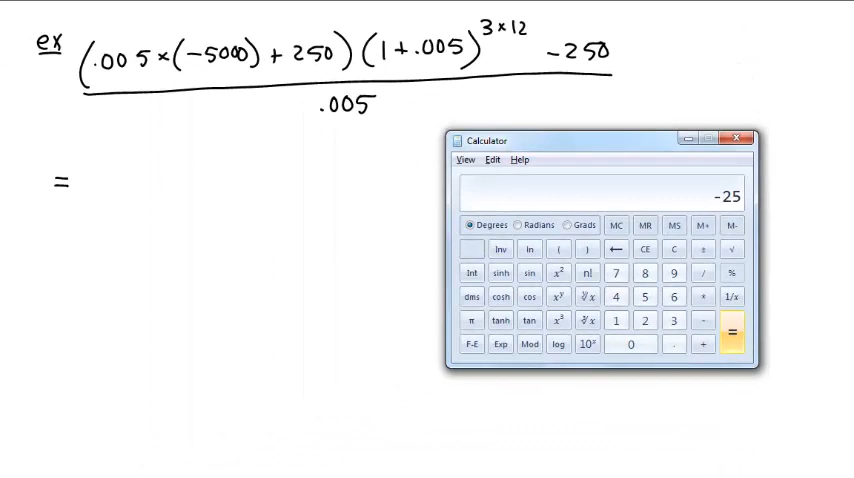 ex (.005 × (-5000) + 250) (1 + .005)^{3 × 12} - 250
.005
=
Calculator
View Edit Help
-25
Degrees Radians Grads MC MR MS M+ M-
Inv ln ( ) ← CE C ± √
Int sinh sin x² n! 7 8 9 / %
dms cosh cos xʸ ʸ√x 4 5 6 * 1/x
π tanh tan x³ ³√x 1 2 3 - =
F-E Exp Mod log 10ˣ 0 . +